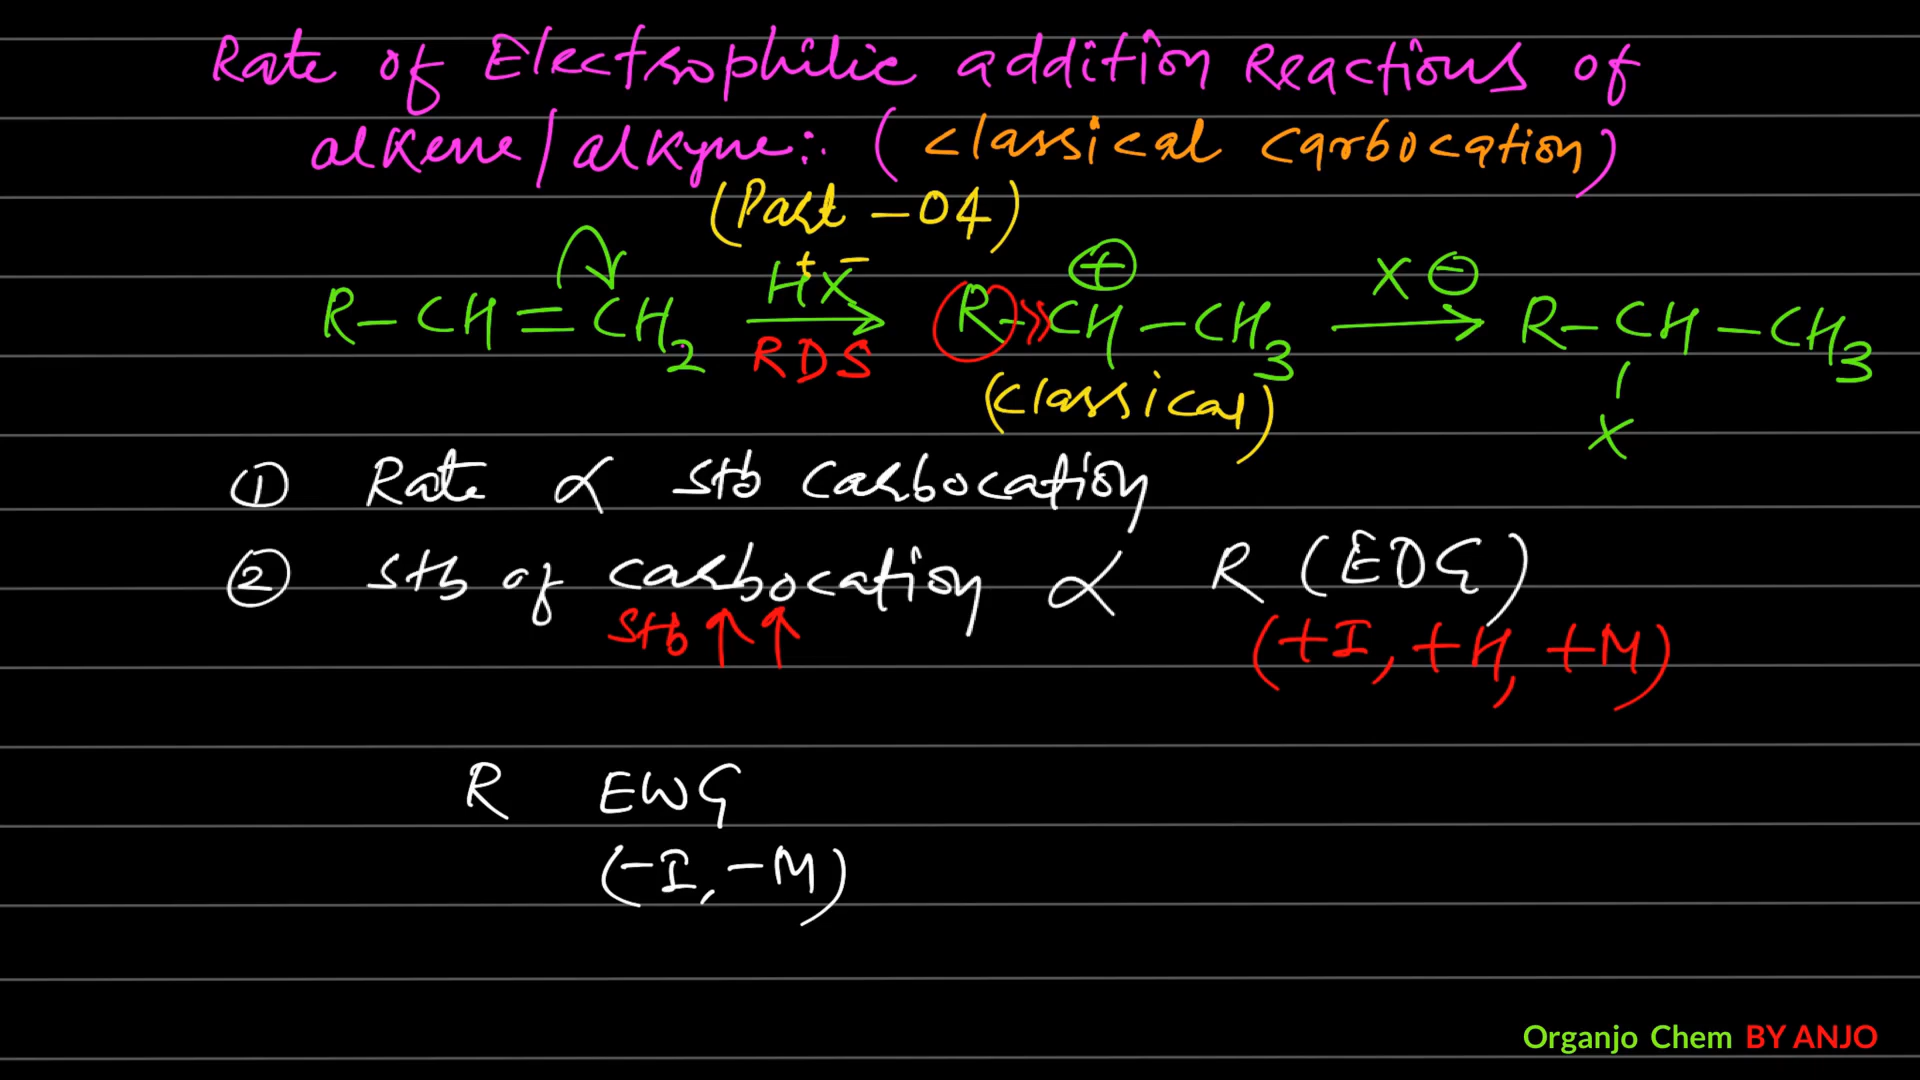 Rate of Electrophilic addition Reactions of
alkene/alkyne:. (classical carbocation)
(Part - 04)
R-CH=CH2 H+X- RDS R-CH⊕-CH3 X⊖ R-CH-CH3
(classical)
X
① Rate ∝ stb carbocation
② stb of carbocation ∝ R (EDG)
stb ↑↑ (+I, +H, +M)
R EWG
(-I, -M)
Organjo Chem BY ANJO